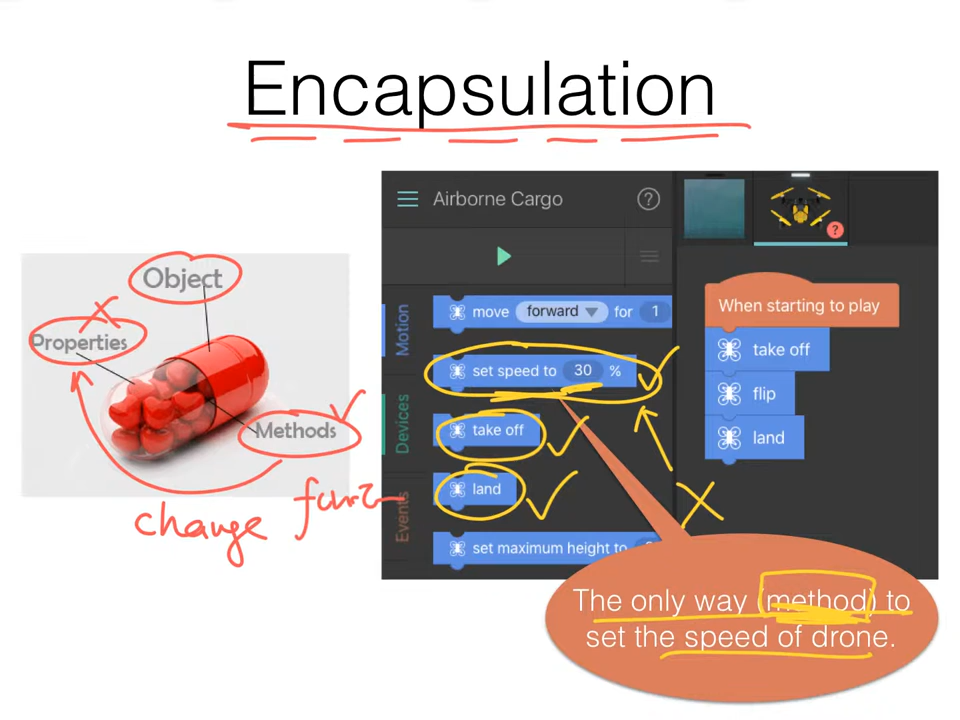 Encapsulation
Object
Properties
Methods
change
Airborne Cargo
?
Motion
Devices
Events
move forward for 1
set speed to 30 %
take off
land
set maximum height to
?
When starting to play
take off
flip
land
The only way (method) to
set the speed of drone.